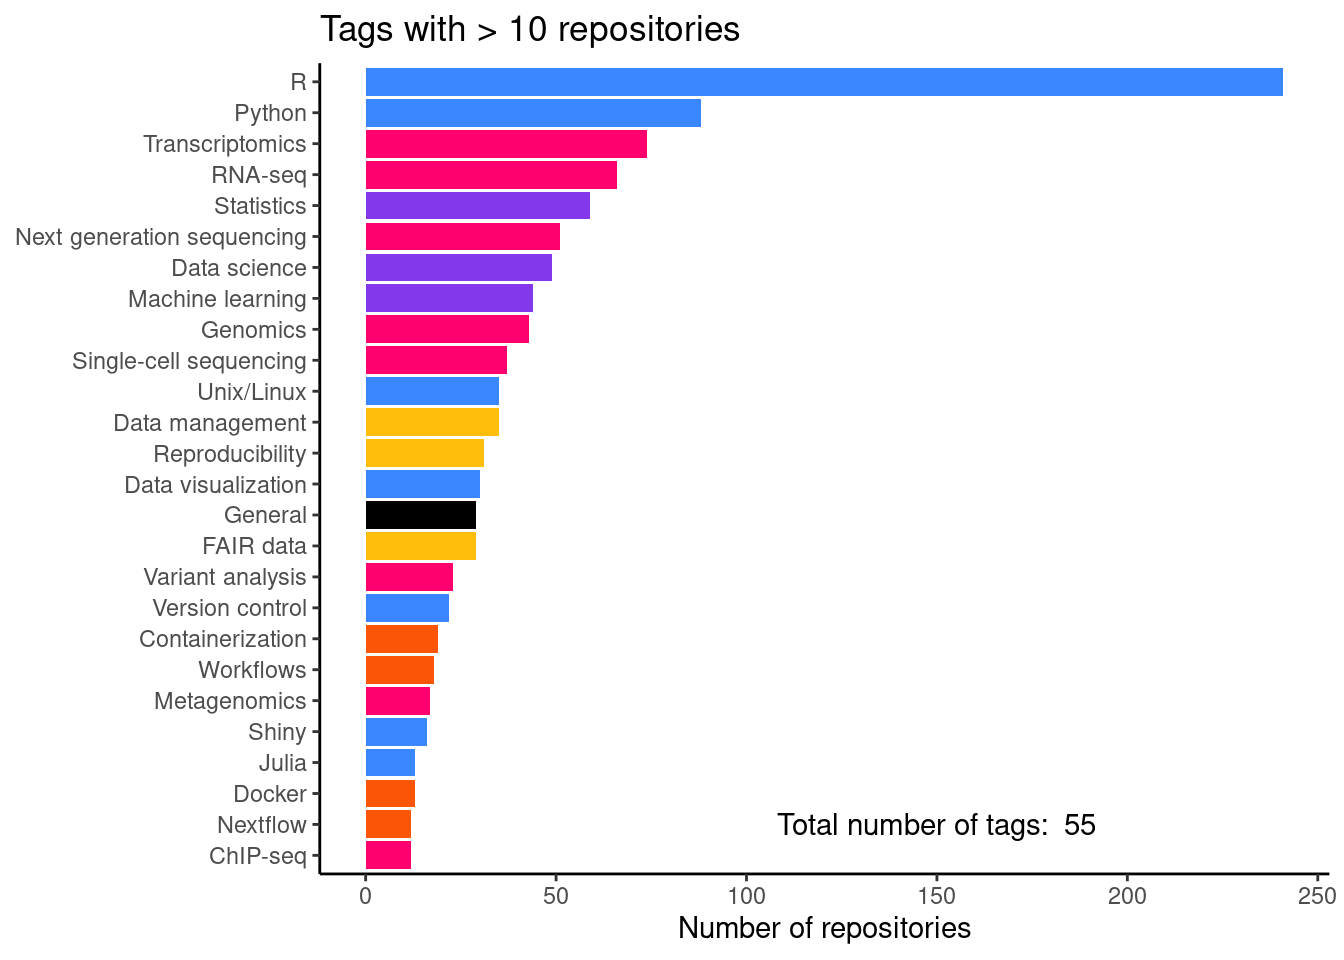 Tags with > 10 repositories
R
Python
Transcriptomics
RNA-seq
Statistics
Next generation sequencing
Data science
Machine learning
Genomics
Single-cell sequencing
Unix/Linux
Data management
Reproducibility
Data visualization
General
FAIR data
Variant analysis
Version control
Containerization
Workflows
Metagenomics
Shiny
Julia
Docker
Nextflow
ChIP-seq
Total number of tags:  55
0 50 100 150 200 250
Number of repositories